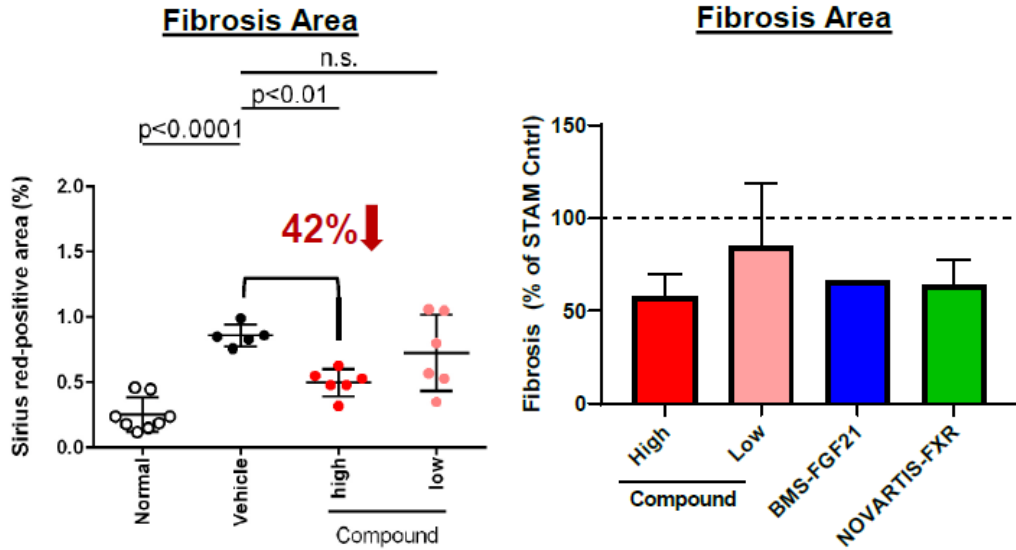 Fibrosis Area
n.s.
p<0.01
p<0.0001
Sirius red-positive area (%)
2.0
1.5
1.0
0.5
0.0
42%
Normal
Vehicle
high
low
Compound
Fibrosis Area
Fibrosis (% of STAM Cntrl)
150
100
50
0
High
Low
BMS-FGF21
NOVARTIS-FXR
Compound